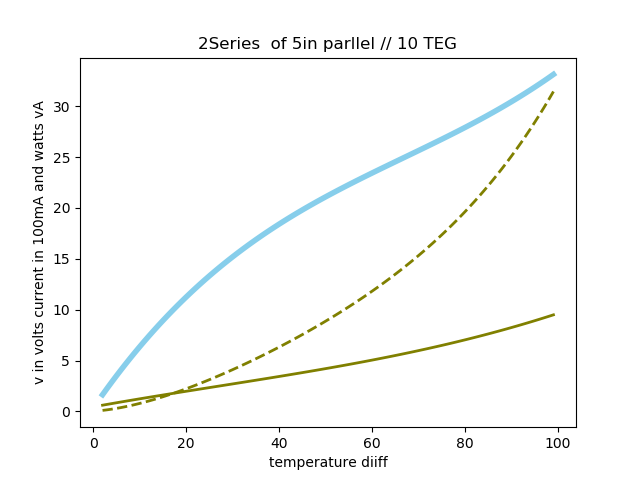 2Series  of 5in parllel // 10 TEG
v in volts current in 100mA and watts vA
30
25
20
15
10
5
0
0 20 40 60 80 100
temperature diiff